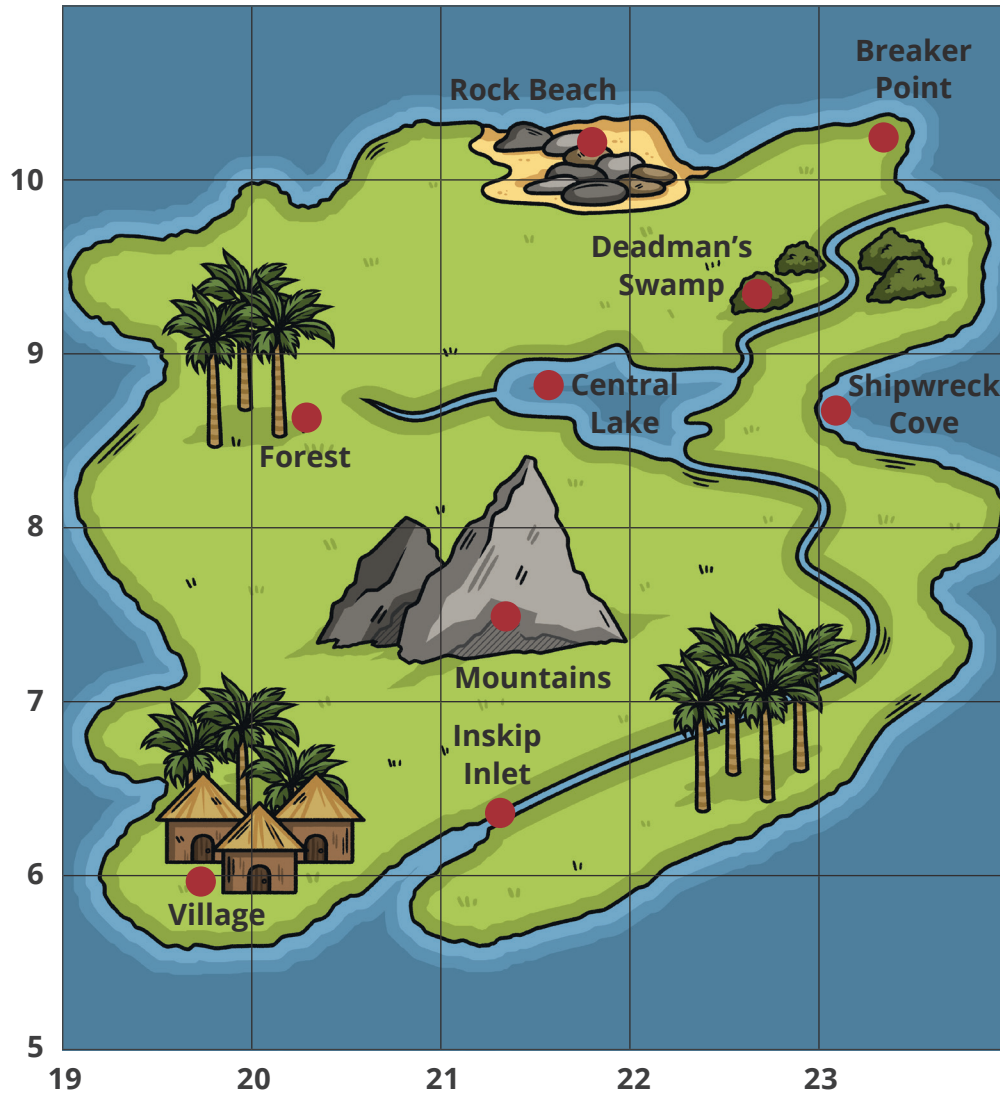 Breaker
Point
Rock Beach
10
Deadman’s
Swamp
9
Central
Lake
Shipwreck
Cove
Forest
8
Mountains
7
Inskip
Inlet
6
Village
5
19 20 21 22 23